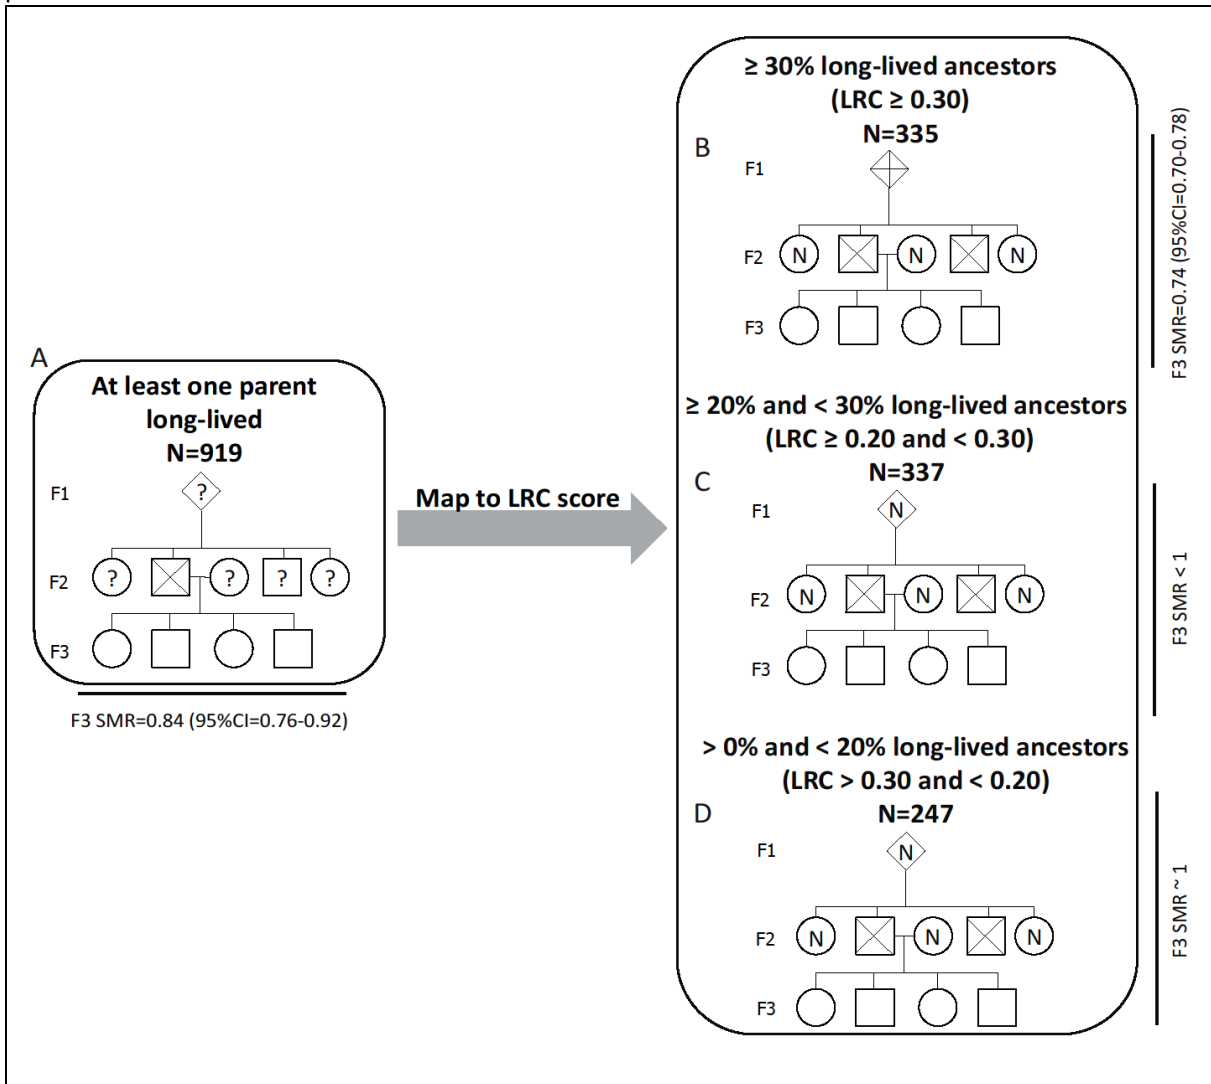 A
At least one parent
long-lived
N=919
F1
?
F2
? ? ? ?
F3
F3 SMR=0.84 (95%CI=0.76-0.92)
Map to LRC score
≥ 30% long-lived ancestors
(LRC ≥ 0.30)
N=335
B
F1
F2
N N N
F3
F3 SMR=0.74 (95%CI=0.70-0.78)
≥ 20% and < 30% long-lived ancestors
(LRC ≥ 0.20 and < 0.30)
N=337
C
F1
N
F2
N N N
F3
F3 SMR < 1
> 0% and < 20% long-lived ancestors
(LRC > 0.30 and < 0.20)
N=247
D
F1
N
F2
N N N
F3
F3 SMR ~ 1